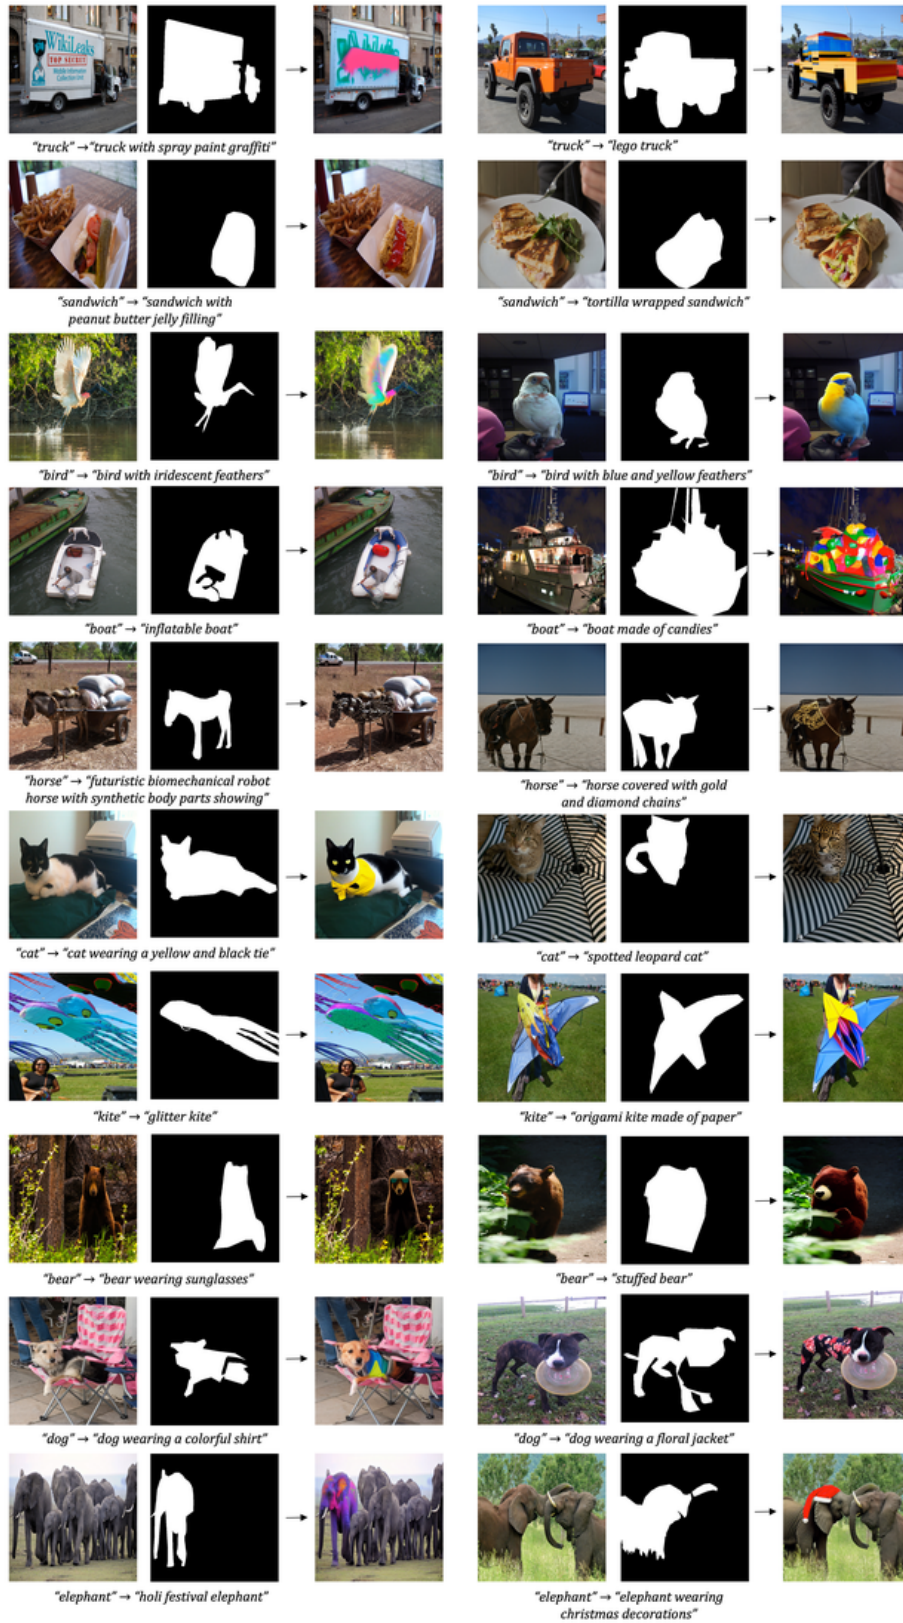 WikiLeaks
TOP SECRET
Mobile Information
Collection Unit
“truck” →“truck with spray paint graffiti”
“truck” → “lego truck”
“sandwich” → “sandwich with
peanut butter jelly filling”
“sandwich” → “tortilla wrapped sandwich”
“bird” → “bird with iridescent feathers”
“bird” → “bird with blue and yellow feathers”
“boat” → “inflatable boat”
“boat” → “boat made of candies”
“horse” → “futuristic biomechanical robot
horse with synthetic body parts showing”
“horse” → “horse covered with gold
and diamond chains”
“cat” → “cat wearing a yellow and black tie”
“cat” → “spotted leopard cat”
“kite” → “glitter kite”
“kite” → “origami kite made of paper”
“bear” → “bear wearing sunglasses”
“bear” → “stuffed bear”
“dog” → “dog wearing a colorful shirt”
“dog” → “dog wearing a floral jacket”
“elephant” → “holi festival elephant”
“elephant” → “elephant wearing
christmas decorations”